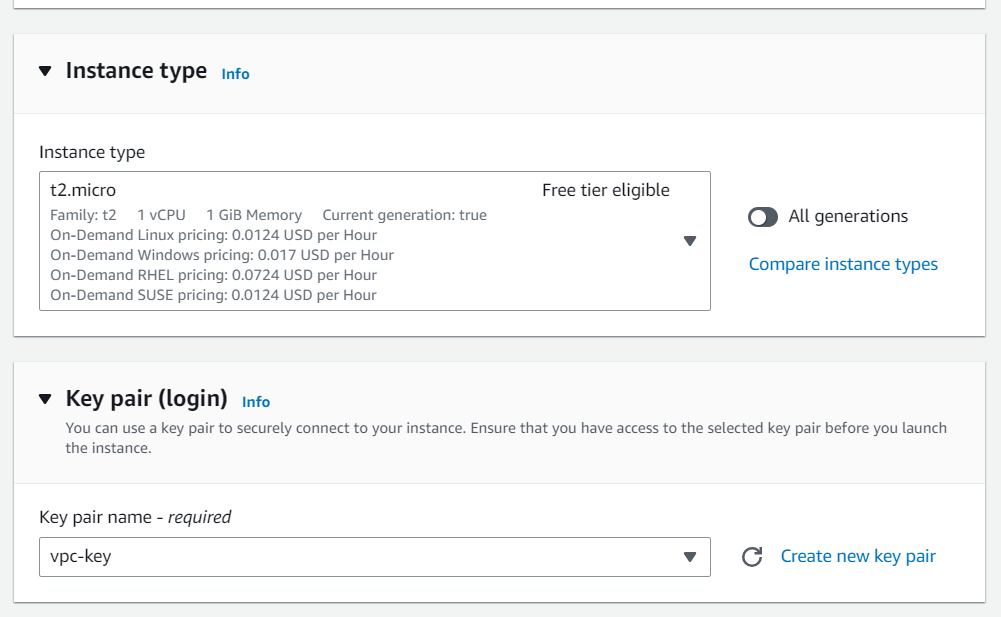 Instance type Info
Instance type
t2.micro Free tier eligible
Family: t2 1 vCPU 1 GiB Memory Current generation: true
On-Demand Linux pricing: 0.0124 USD per Hour
On-Demand Windows pricing: 0.017 USD per Hour
On-Demand RHEL pricing: 0.0724 USD per Hour
On-Demand SUSE pricing: 0.0124 USD per Hour
All generations
Compare instance types
Key pair (login) Info
You can use a key pair to securely connect to your instance. Ensure that you have access to the selected key pair before you launch
the instance.
Key pair name - required
vpc-key
Create new key pair